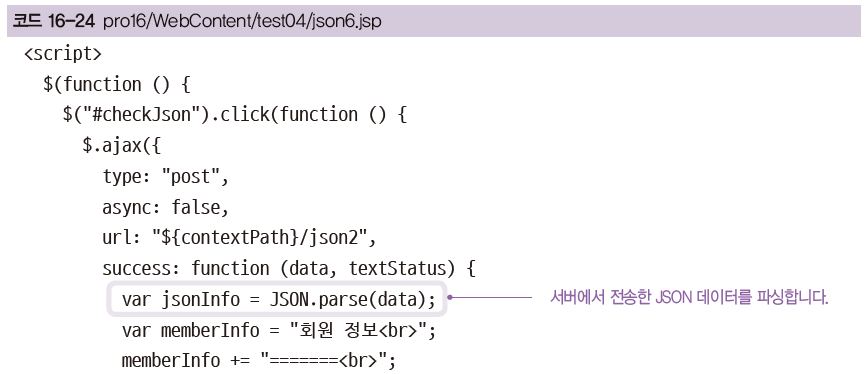 코드 16-24 pro16/WebContent/test04/json6.jsp
<script>
$(function () {
$("#checkJson").click(function () {
$.ajax({
type: "post",
async: false,
url: "${contextPath}/json2",
success: function (data, textStatus) {
var jsonInfo = JSON.parse(data); 서버에서 전송한 JSON 데이터를 파싱합니다.
var memberInfo = "회원 정보<br>";
memberInfo += "=======<br>";